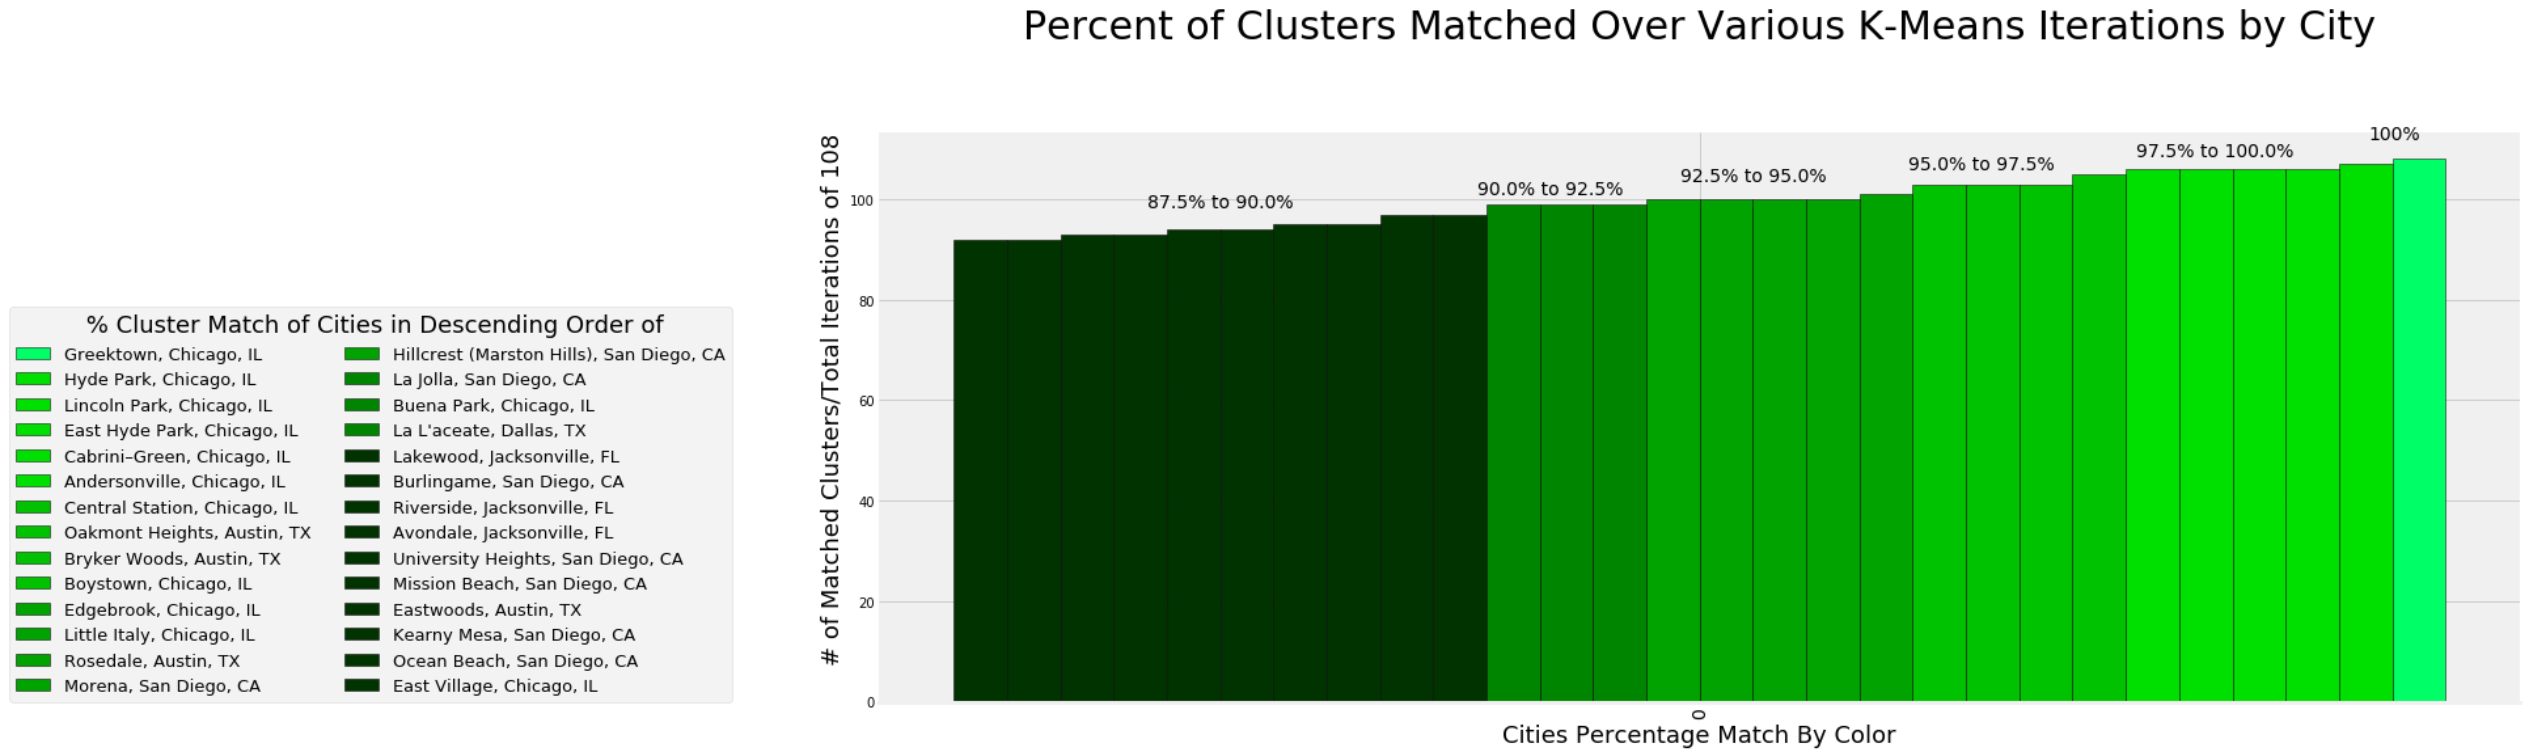 Percent of Clusters Matched Over Various K-Means Iterations by City
% Cluster Match of Cities in Descending Order of
Greektown, Chicago, IL
Hyde Park, Chicago, IL
Lincoln Park, Chicago, IL
East Hyde Park, Chicago, IL
Cabrini–Green, Chicago, IL
Andersonville, Chicago, IL
Central Station, Chicago, IL
Oakmont Heights, Austin, TX
Bryker Woods, Austin, TX
Boystown, Chicago, IL
Edgebrook, Chicago, IL
Little Italy, Chicago, IL
Rosedale, Austin, TX
Morena, San Diego, CA
Hillcrest (Marston Hills), San Diego, CA
La Jolla, San Diego, CA
Buena Park, Chicago, IL
La L'aceate, Dallas, TX
Lakewood, Jacksonville, FL
Burlingame, San Diego, CA
Riverside, Jacksonville, FL
Avondale, Jacksonville, FL
University Heights, San Diego, CA
Mission Beach, San Diego, CA
Eastwoods, Austin, TX
Kearny Mesa, San Diego, CA
Ocean Beach, San Diego, CA
East Village, Chicago, IL
# of Matched Clusters/Total Iterations of 108
100
80
60
40
20
0
87.5% to 90.0%
90.0% to 92.5%
92.5% to 95.0%
95.0% to 97.5%
97.5% to 100.0%
100%
0
Cities Percentage Match By Color